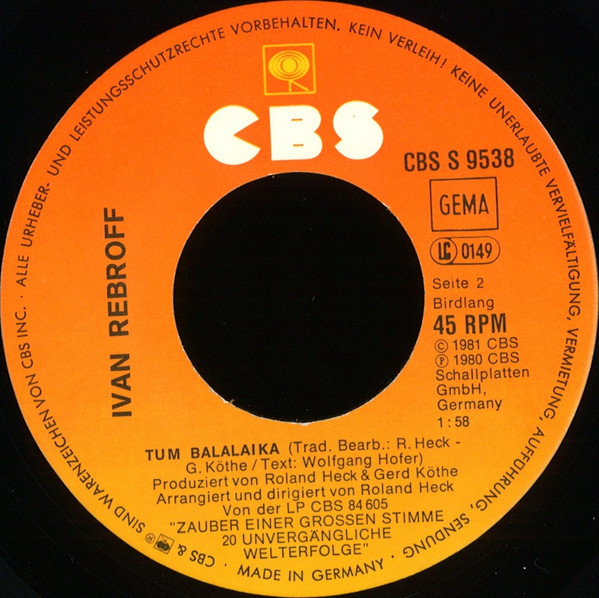 CBS
CBS S 9538
GEMA
LC 0149
Seite 2
Birdlang
45 RPM
© 1981 CBS
Ⓟ 1980 CBS
Schallplatten
GmbH,
Germany
1 : 58
IVAN REBROFF
TUM BALALAIKA (Trad. Bearb.: R. Heck -
G. Köthe / Text: Wolfgang Hofer)
Produziert von Roland Heck & Gerd Köthe
Arrangiert und dirigiert von Roland Heck
Von der LP CBS 84 605
"ZAUBER EINER GROSSEN STIMME
20 UNVERGÄNGLICHE
WELTERFOLGE"
CBS & SIND WARENZEICHEN VON CBS INC. · ALLE URHEBER- UND LEISTUNGSSCHUTZRECHTE VORBEHALTEN. KEIN VERLEIH! KEINE UNERLAUBTE VERVIELFÄLTIGUNG, VERMIETUNG, AUFFÜHRUNG, SENDUNG · MADE IN GERMANY ·